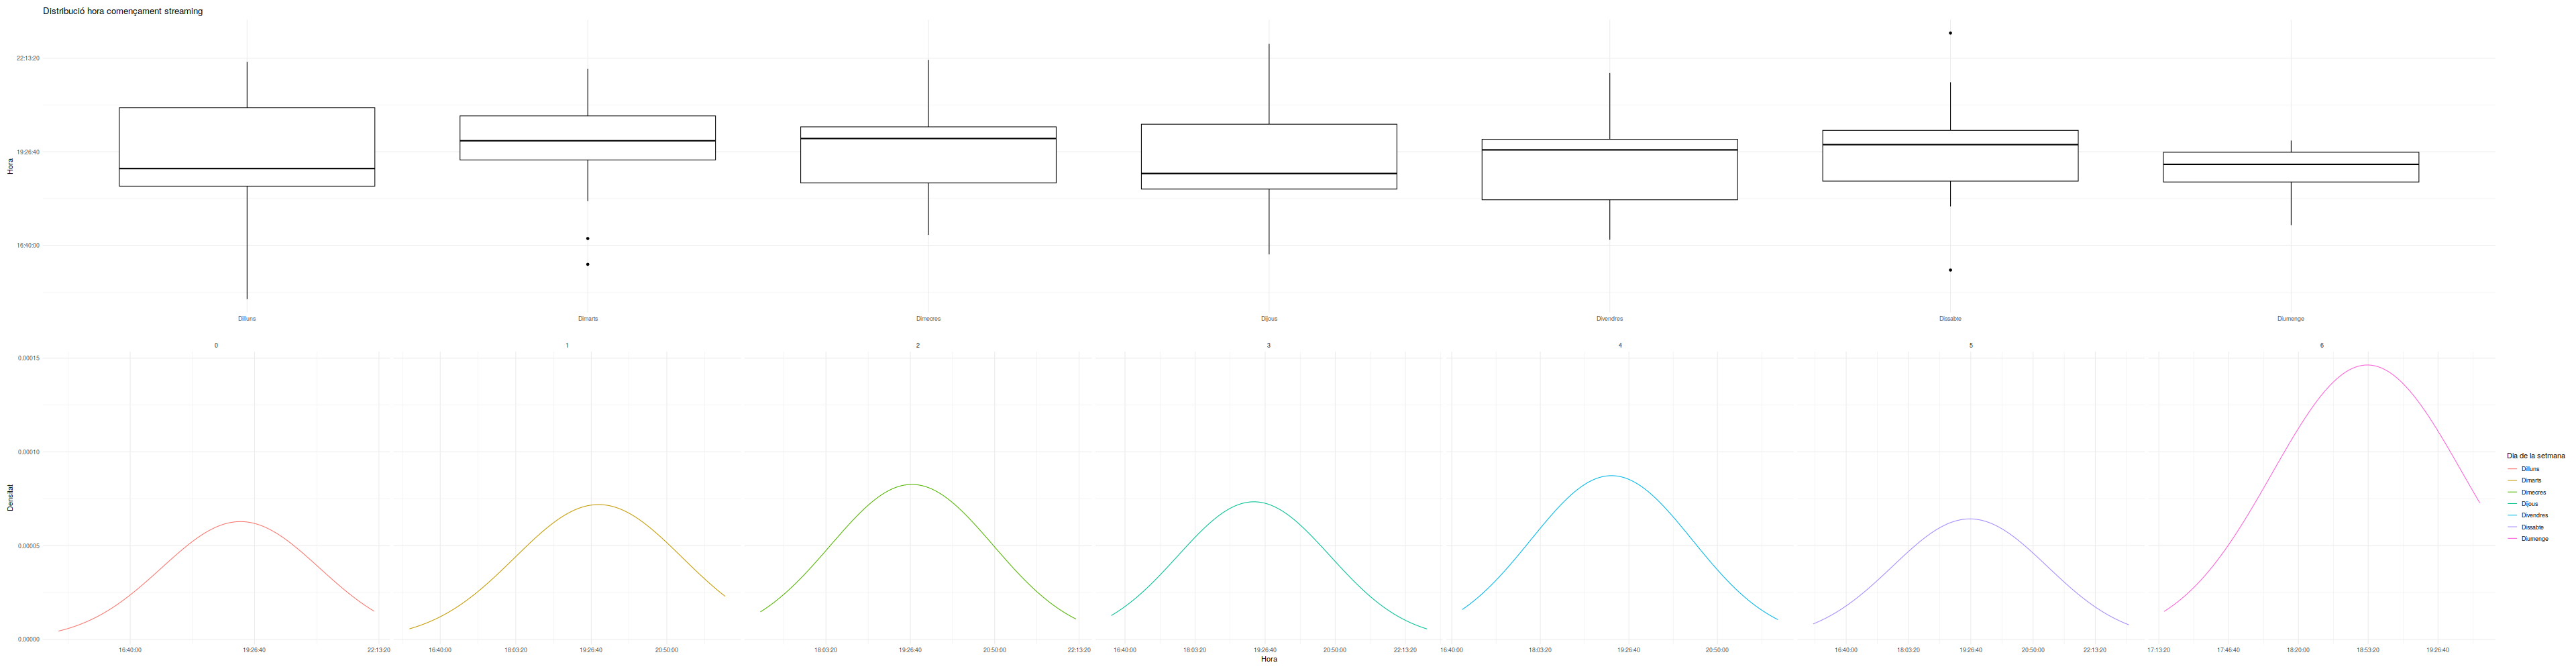 Distribució hora començament streaming
Hora
22:13:20
19:26:40
16:40:00
Dilluns Dimarts Dimecres Dijous Divendres Dissabte Diumenge
0 1 2 3 4 5 6
Densitat
0.00015
0.00010
0.00005
0.00000
16:40:00 19:26:40 22:13:20 16:40:00 18:03:20 19:26:40 20:50:00 18:03:20 19:26:40 20:50:00 22:13:20 16:40:00 18:03:20 19:26:40 20:50:00 22:13:20 16:40:00 18:03:20 19:26:40 20:50:00 16:40:00 18:03:20 19:26:40 20:50:00 22:13:20 17:13:20 17:46:40 18:20:00 18:53:20 19:26:40
Hora
Dia de la setmana
Dilluns
Dimarts
Dimecres
Dijous
Divendres
Dissabte
Diumenge